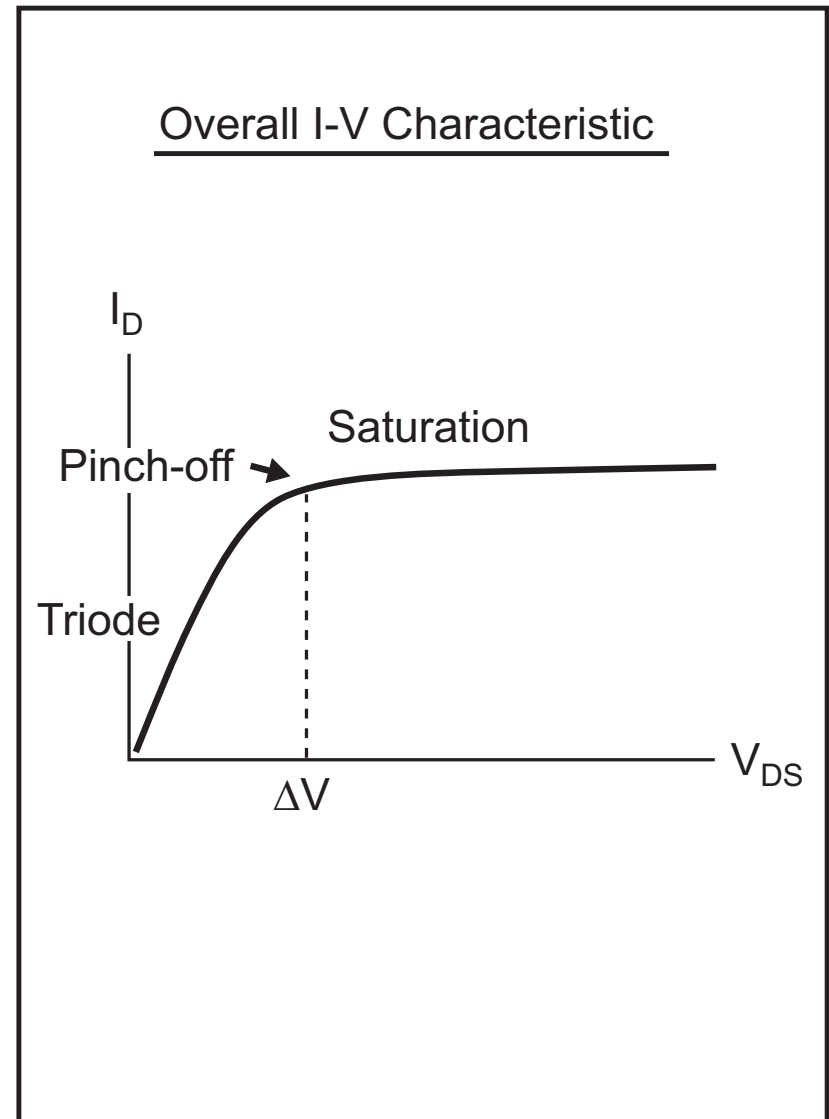 Overall I-V Characteristic
I_D
Saturation
Pinch-off
Triode
V_DS
ΔV